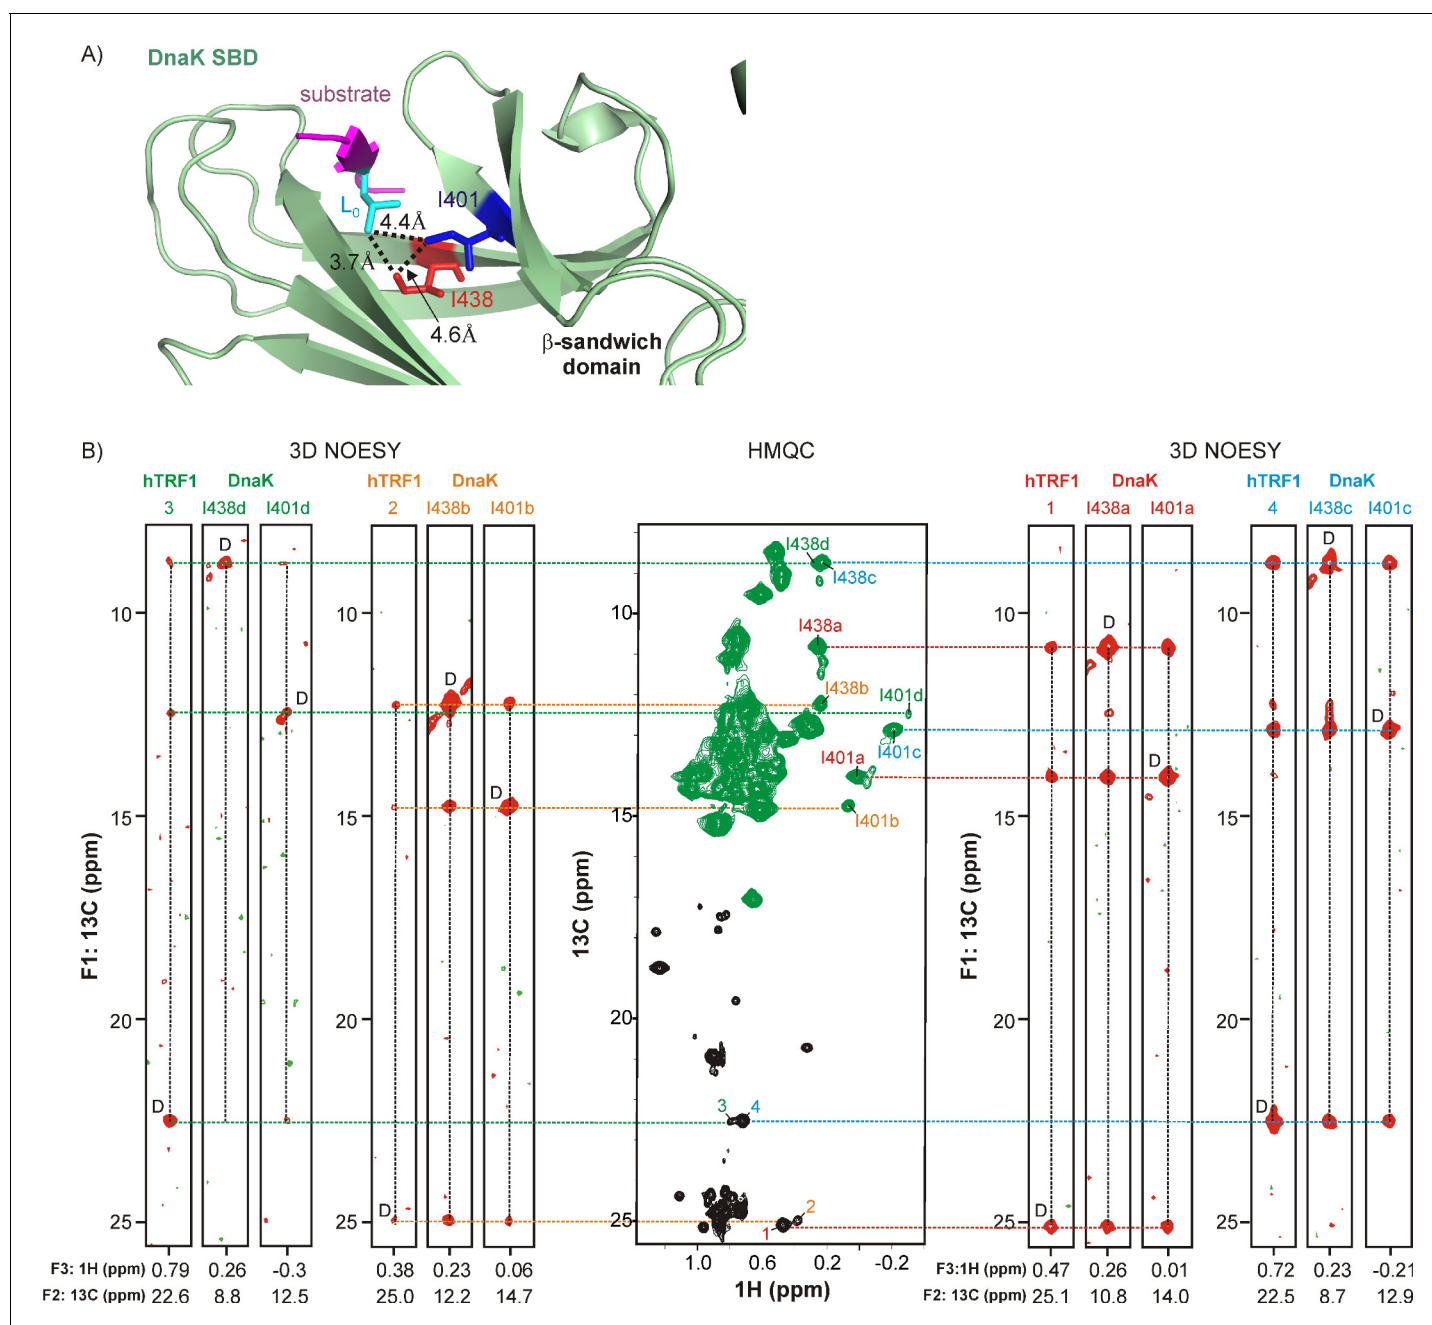 A)
DnaK SBD
substrate
I401
L0
4.4Å
3.7Å
I438
4.6Å
β-sandwich
domain
B)
3D NOESY
HMQC
3D NOESY
hTRF1 DnaK
3 I438d I401d
hTRF1 DnaK
2 I438b I401b
hTRF1 DnaK
1 I438a I401a
hTRF1 DnaK
4 I438c I401c
D
D
D
10
15
20
25
F1: 13C (ppm)
D
D
D
10
15
20
25
I438d
I438c
I438a
I438b
I401d
I401c
I401a
I401b
3
4
2
1
10
15
20
25
13C (ppm)
1.0 0.6 0.2 -0.2
1H (ppm)
D
D
D
10
15
20
25
F1: 13C (ppm)
D
D
D
10
15
20
25
F3: 1H (ppm) 0.79 0.26 -0.3 0.38 0.23 0.06
F2: 13C (ppm) 22.6 8.8 12.5 25.0 12.2 14.7
F3:1H (ppm) 0.47 0.26 0.01 0.72 0.23 -0.21
F2: 13C (ppm) 25.1 10.8 14.0 22.5 8.7 12.9